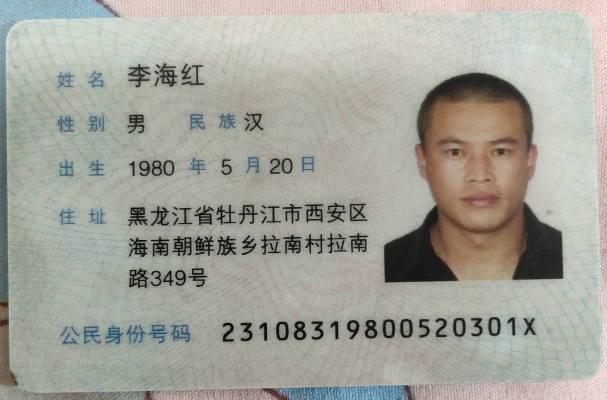 姓名 李海红
性别 男 民族 汉
出生 1980 年 5 月 20 日
住址 黑龙江省牡丹江市西安区
海南朝鲜族乡拉南村拉南
路349号
公民身份号码 23108319800520301X